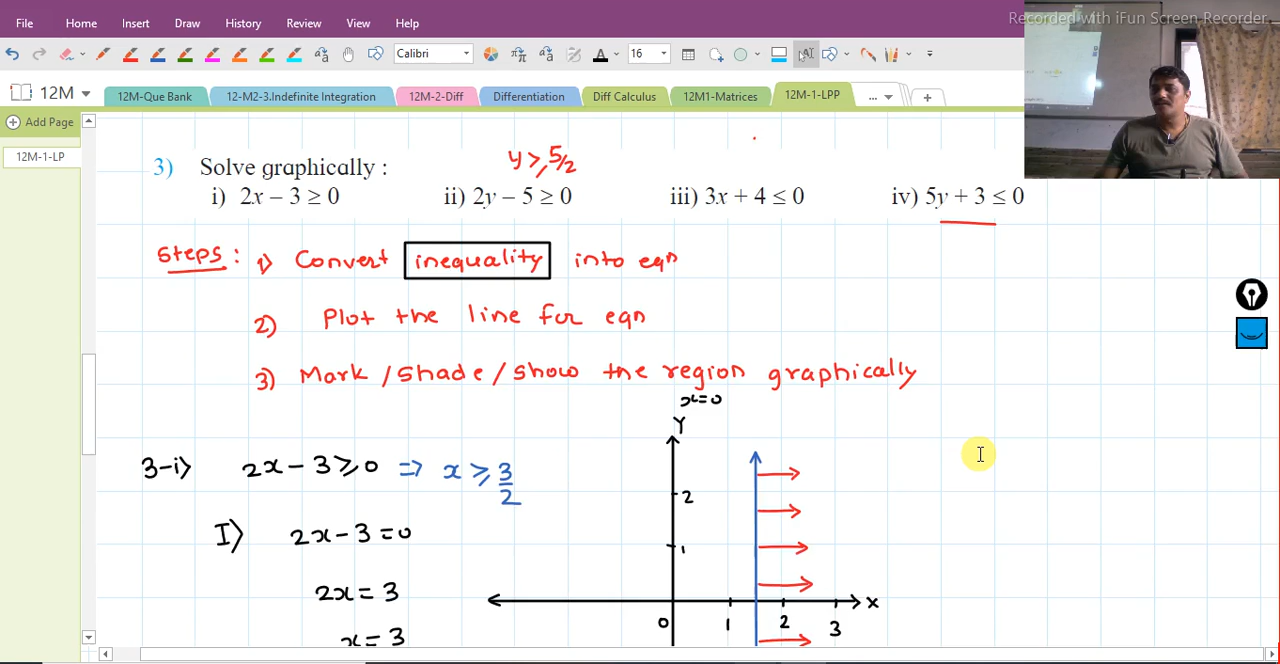 File Home Insert Draw History Review View Help
Recorded with iFun Screen Recorder
Calibri 16
12M 12M-Que Bank 12-M2-3.Indefinite Integration 12M-2-Diff Differentiation Diff Calculus 12M1-Matrices 12M-1-LPP ... +
Add Page
12M-1-LP
y ≥ 5/2
3) Solve graphically :
i) 2x – 3 ≥ 0 ii) 2y – 5 ≥ 0 iii) 3x + 4 ≤ 0 iv) 5y + 3 ≤ 0
Steps : 1) Convert inequality into eqn
2) Plot the line for eqn
3) Mark / Shade / show the region graphically
x=0
Y
3-i) 2x – 3 ≥ 0 ⇒ x ≥ 3/2
2
I) 2x – 3 = 0
1
2x = 3
0 1 2 3 X
x = 3